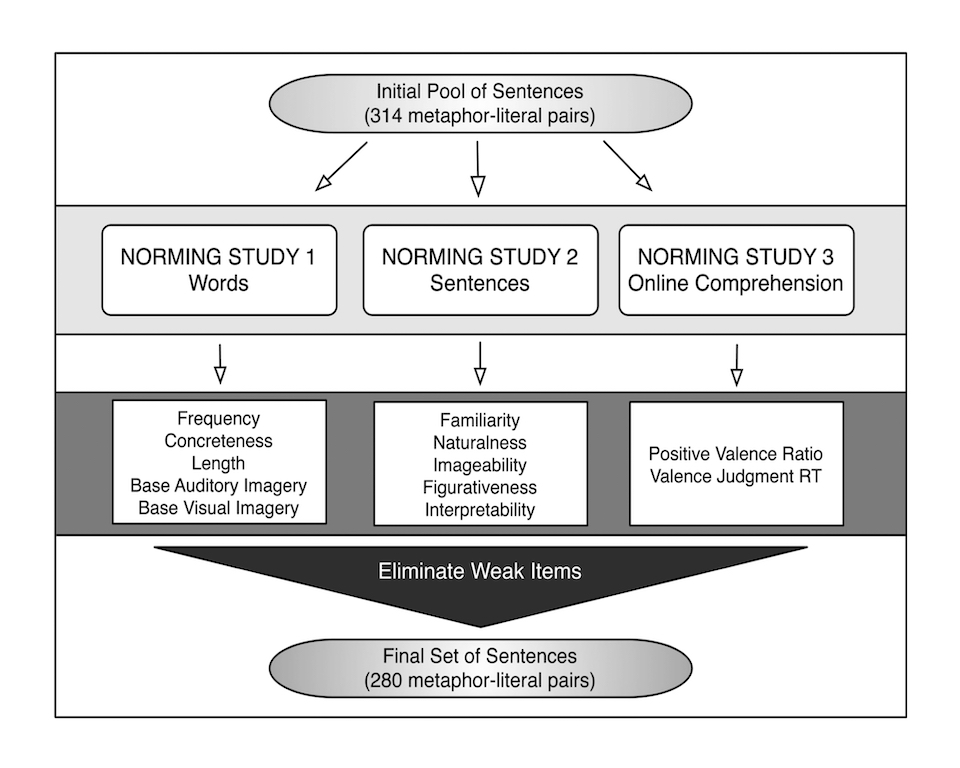 Initial Pool of Sentences
(314 metaphor-literal pairs)
NORMING STUDY 1
Words
NORMING STUDY 2
Sentences
NORMING STUDY 3
Online Comprehension
Frequency
Concreteness
Length
Base Auditory Imagery
Base Visual Imagery
Familiarity
Naturalness
Imageability
Figurativeness
Interpretability
Positive Valence Ratio
Valence Judgment RT
Eliminate Weak Items
Final Set of Sentences
(280 metaphor-literal pairs)